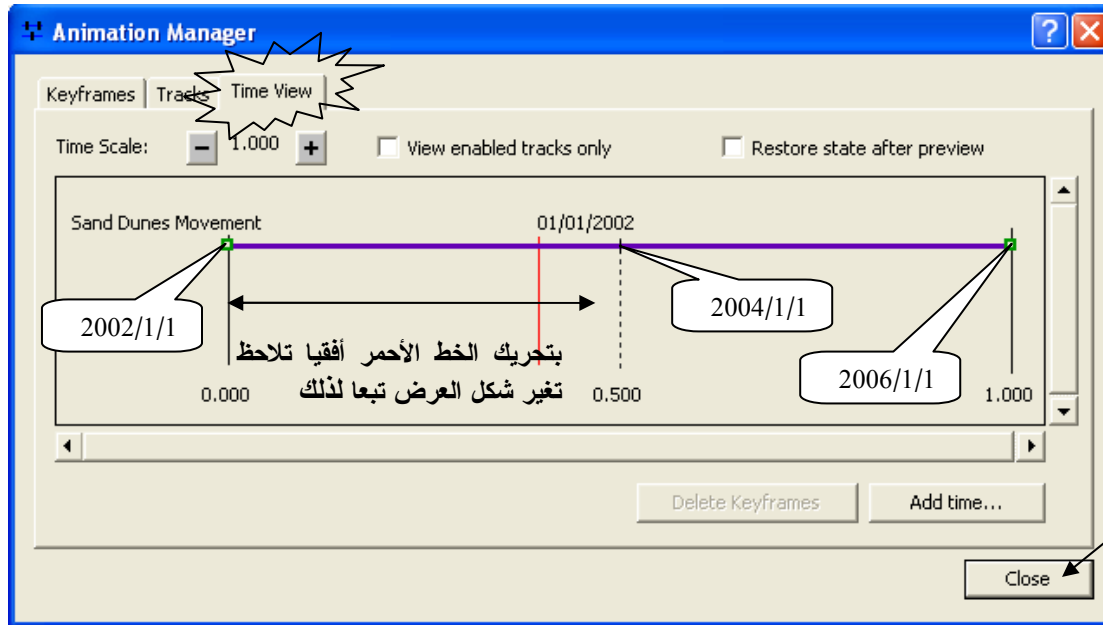 Animation Manager
Keyframes Tracks Time View
Time Scale: 1.000 View enabled tracks only Restore state after preview
Sand Dunes Movement 01/01/2002
2002/1/1
2004/1/1
2006/1/1
بتحريك الخط الأحمر أفقيا تلاحظ
تغير شكل العرض تبعا لذلك
0.000 0.500 1.000
Delete Keyframes Add time...
Close